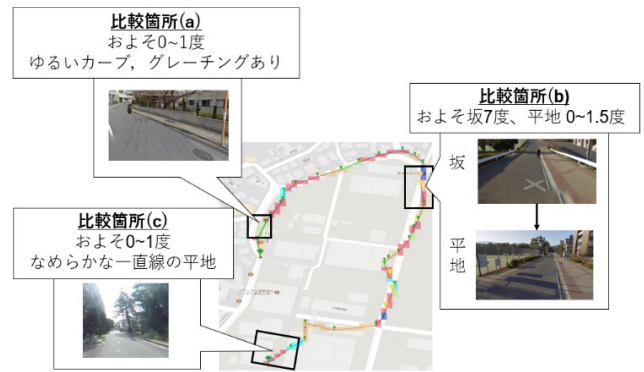 比較箇所(a)
およそ0~1度
ゆるいカーブ，グレーチングあり
比較箇所(b)
およそ坂7度、平地 0~1.5度
坂
平地
比較箇所(c)
およそ0~1度
なめらかな一直線の平地